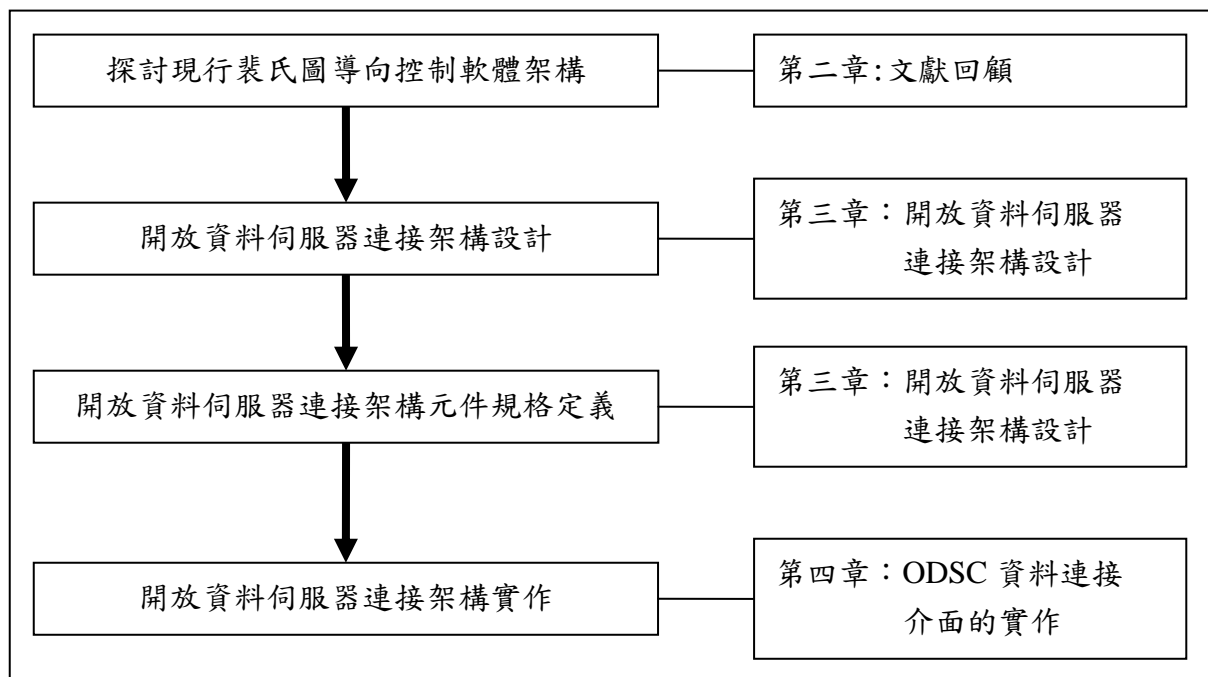 探討現行裴氏圖導向控制軟體架構
第二章:文獻回顧
開放資料伺服器連接架構設計
第三章：開放資料伺服器
連接架構設計
開放資料伺服器連接架構元件規格定義
第三章：開放資料伺服器
連接架構設計
開放資料伺服器連接架構實作
第四章：ODSC 資料連接
介面的實作